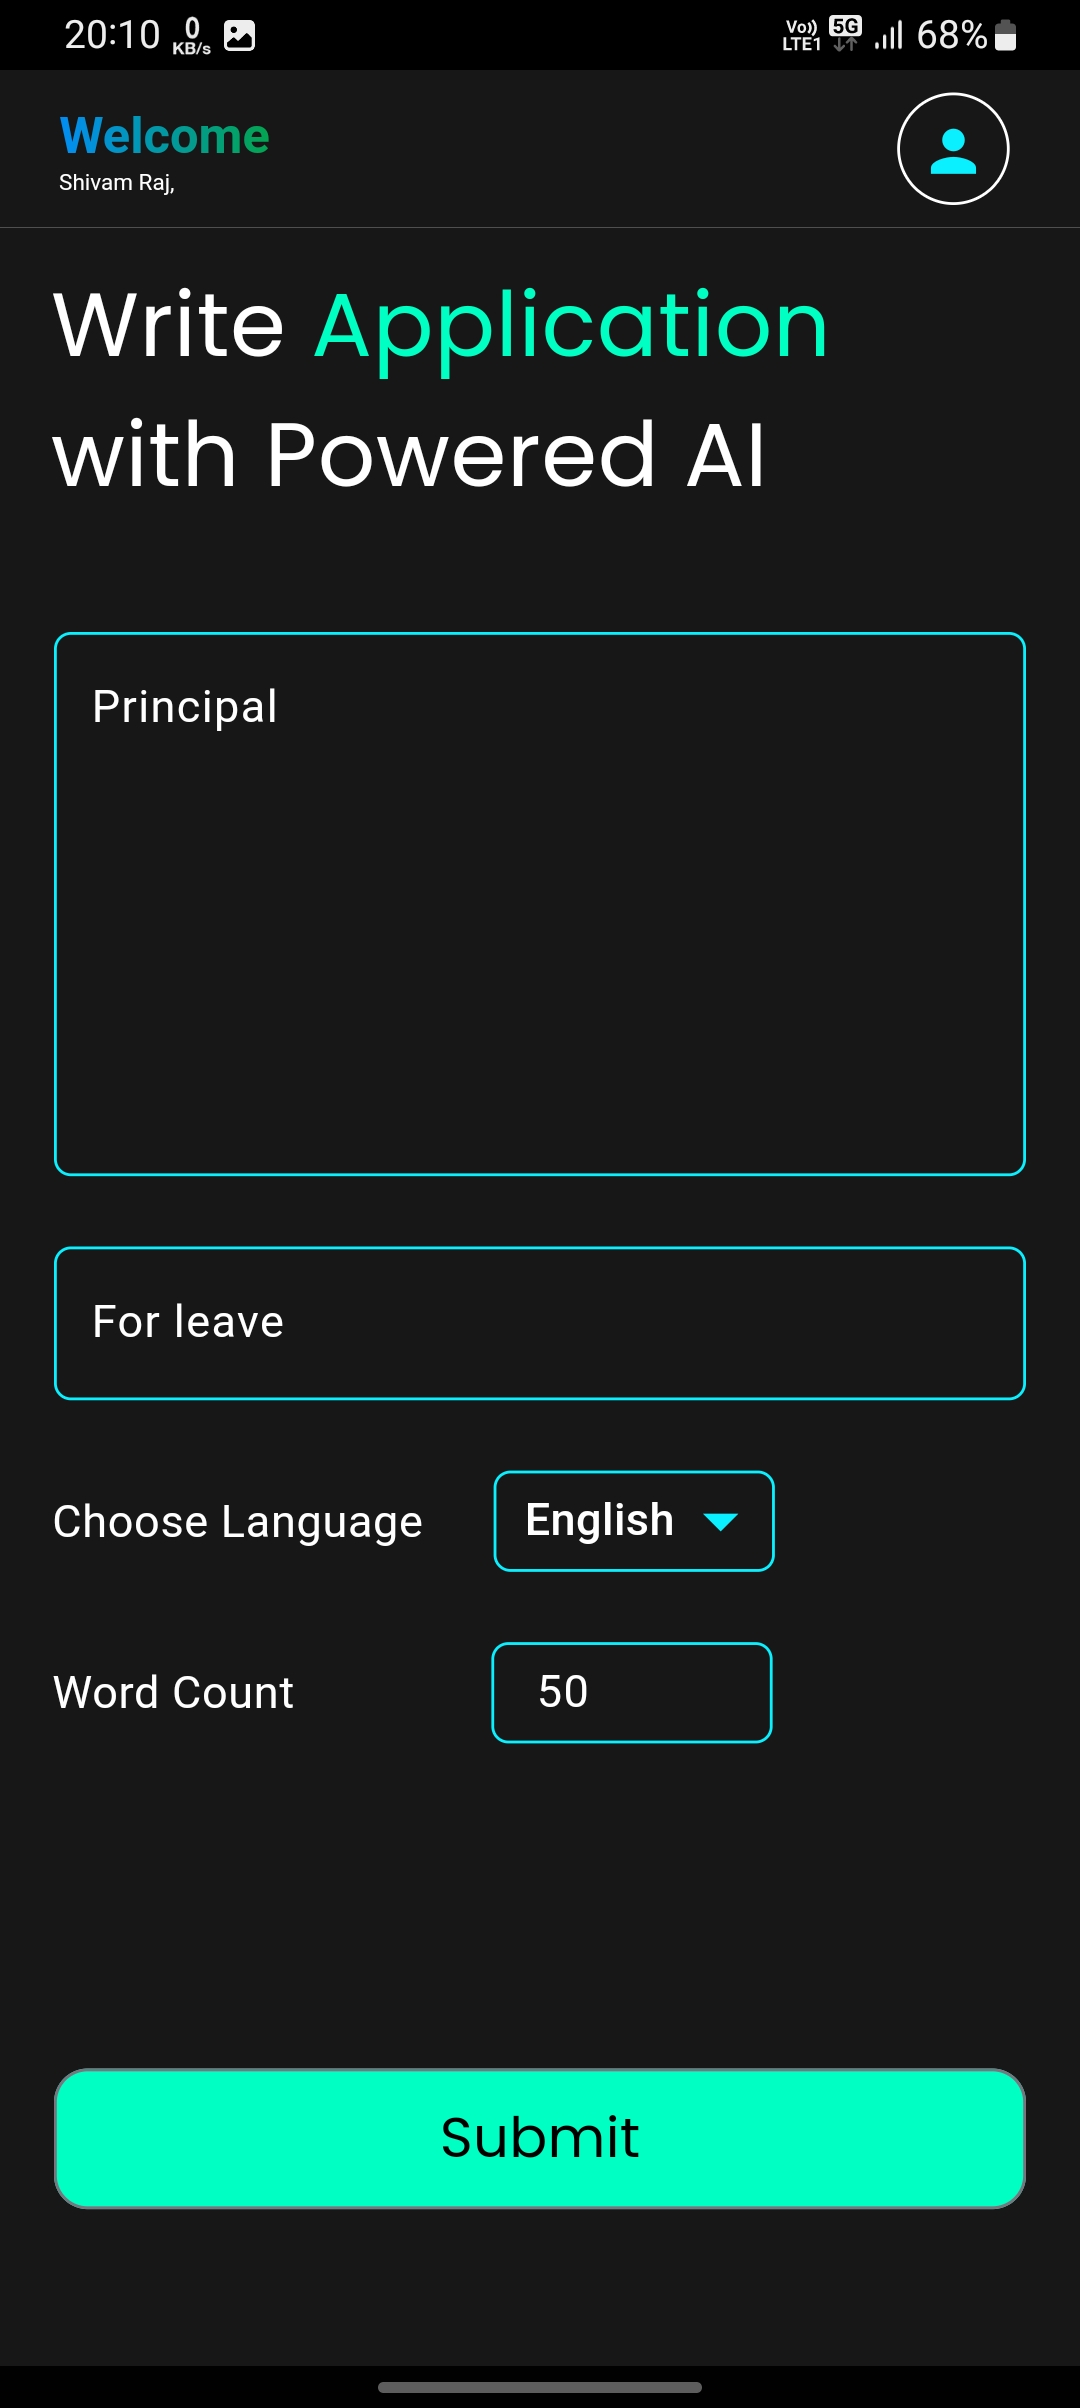 20:10 0 KB/s Vo)) LTE1 5G 68%
Welcome
Shivam Raj,
Write Application
with Powered AI
Principal
For leave
Choose Language English
Word Count 50
Submit